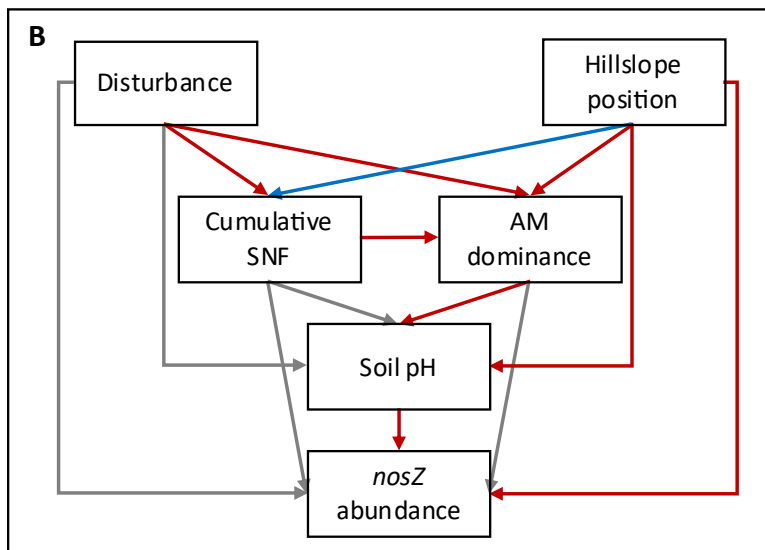 B
Disturbance
Hillslope
position
Cumulative
SNF
AM
dominance
Soil pH
nosZ
abundance